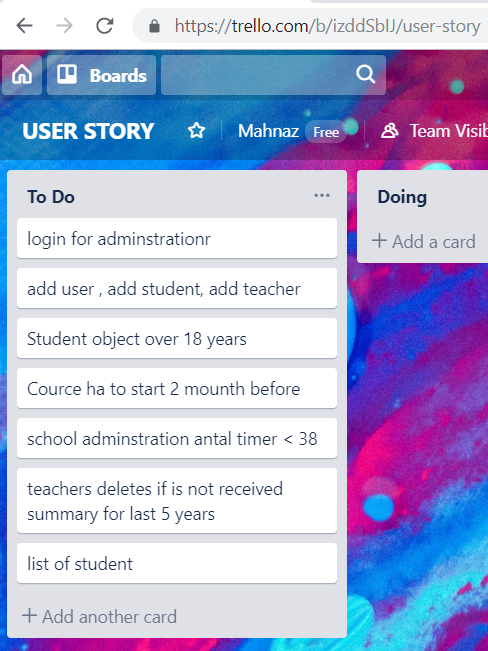 https://trello.com/b/izddSbIJ/user-story
Boards
USER STORY
Mahnaz Free
Team Visib
To Do
login for adminstrationr
add user , add student, add teacher
Student object over 18 years
Cource ha to start 2 mounth before
school adminstration antal timer < 38
teachers deletes if is not received
summary for last 5 years
list of student
+ Add another card
Doing
+ Add a card